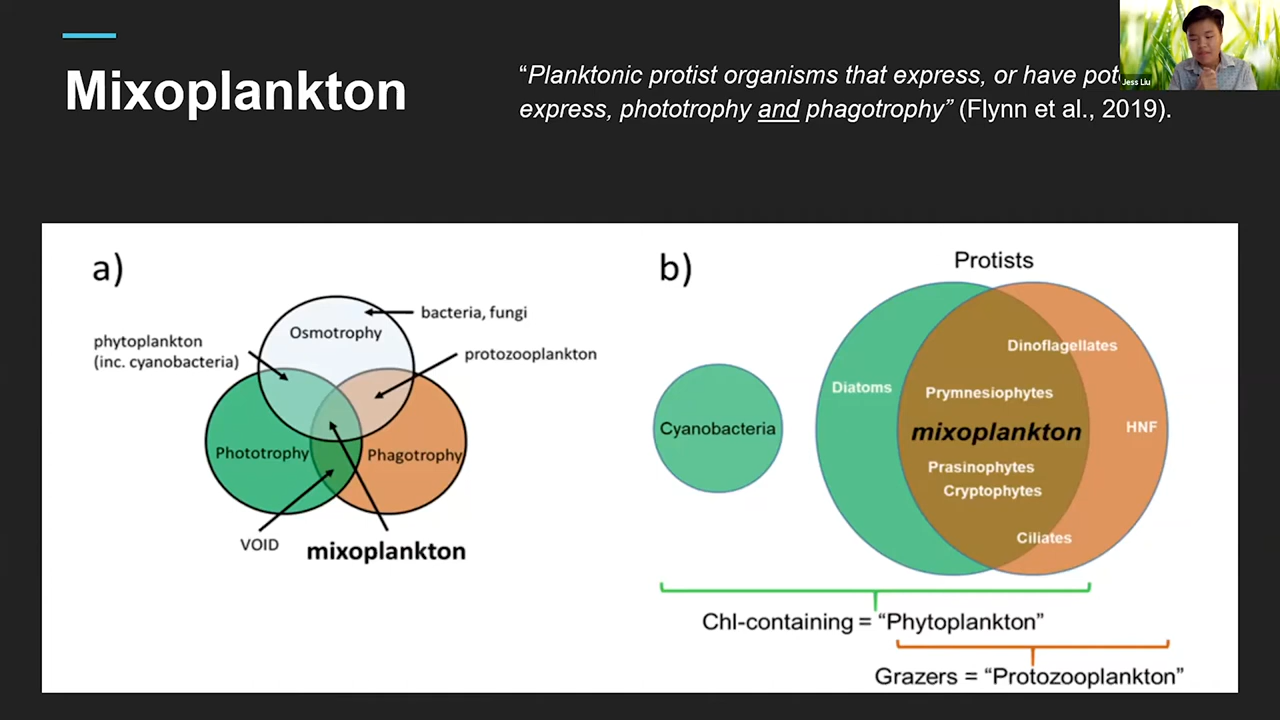 Mixoplankton
“Planktonic protist organisms that express, or have
express, phototrophy and phagotrophy” (Flynn et al., 2019).
Jess Liu
a)
Osmotrophy
bacteria, fungi
phytoplankton
(inc. cyanobacteria)
protozooplankton
Phototrophy
Phagotrophy
VOID
mixoplankton
b)
Protists
Dinoflagellates
Diatoms
Prymnesiophytes
Cyanobacteria
mixoplankton
HNF
Prasinophytes
Cryptophytes
Ciliates
Chl-containing = “Phytoplankton”
Grazers = “Protozooplankton”